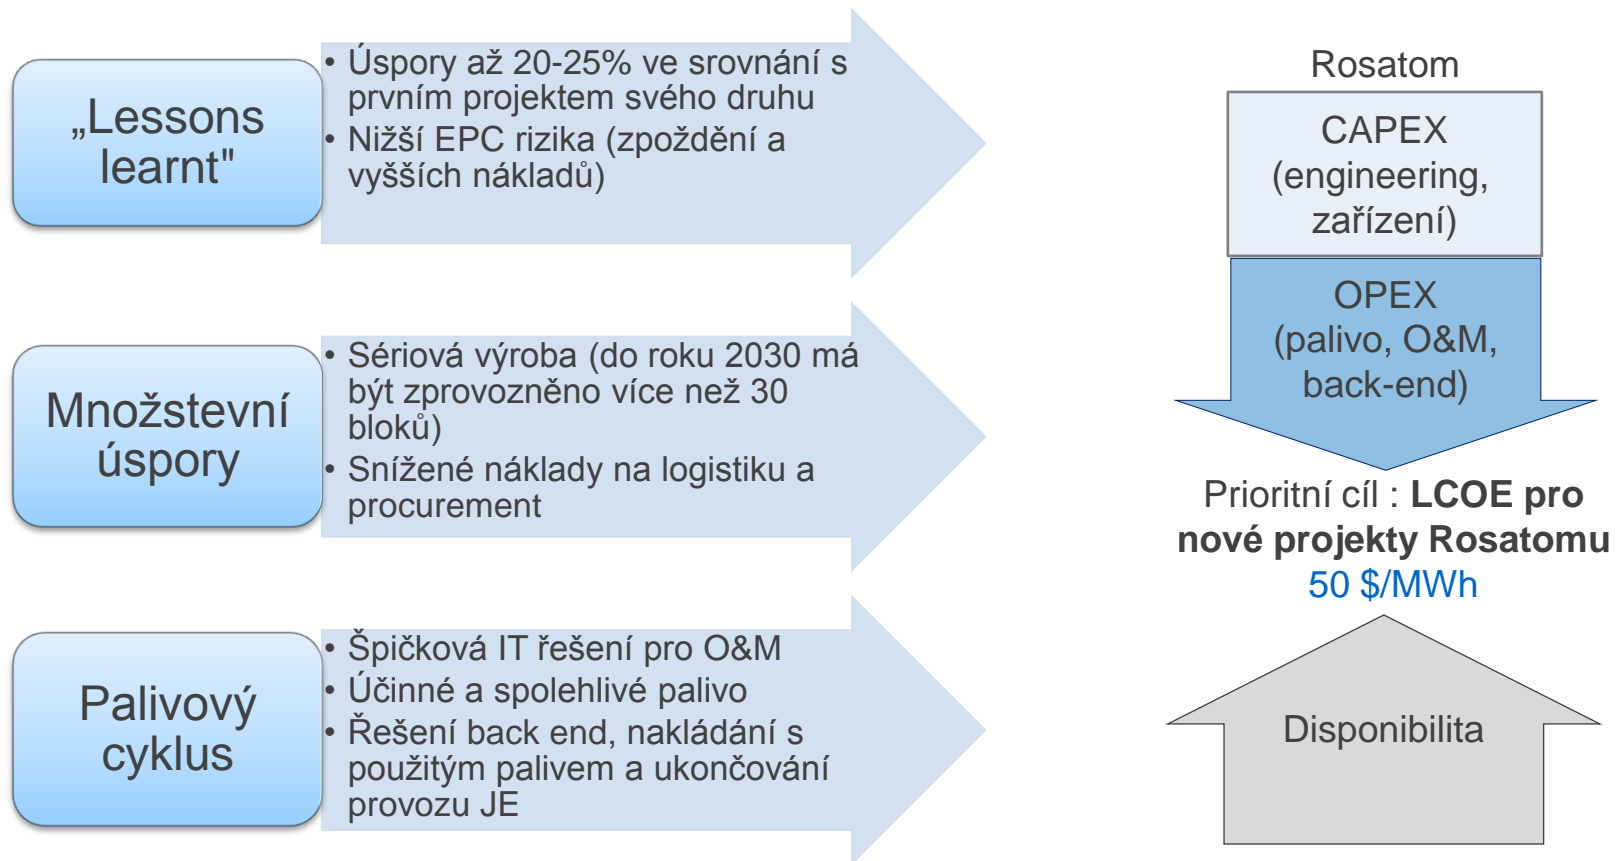 „Lessons
learnt"
• Úspory až 20-25% ve srovnání s
prvním projektem svého druhu
• Nižší EPC rizika (zpoždění a
vyšších nákladů)
Množstevní
úspory
• Sériová výroba (do roku 2030 má
být zprovozněno více než 30
bloků)
• Snížené náklady na logistiku a
procurement
Palivový
cyklus
• Špičková IT řešení pro O&M
• Účinné a spolehlivé palivo
• Řešení back end, nakládání s
použitým palivem a ukončování
provozu JE
Rosatom
CAPEX
(engineering,
zařízení)
OPEX
(palivo, O&M,
back-end)
Prioritní cíl : LCOE pro
nové projekty Rosatomu
50 $/MWh
Disponibilita